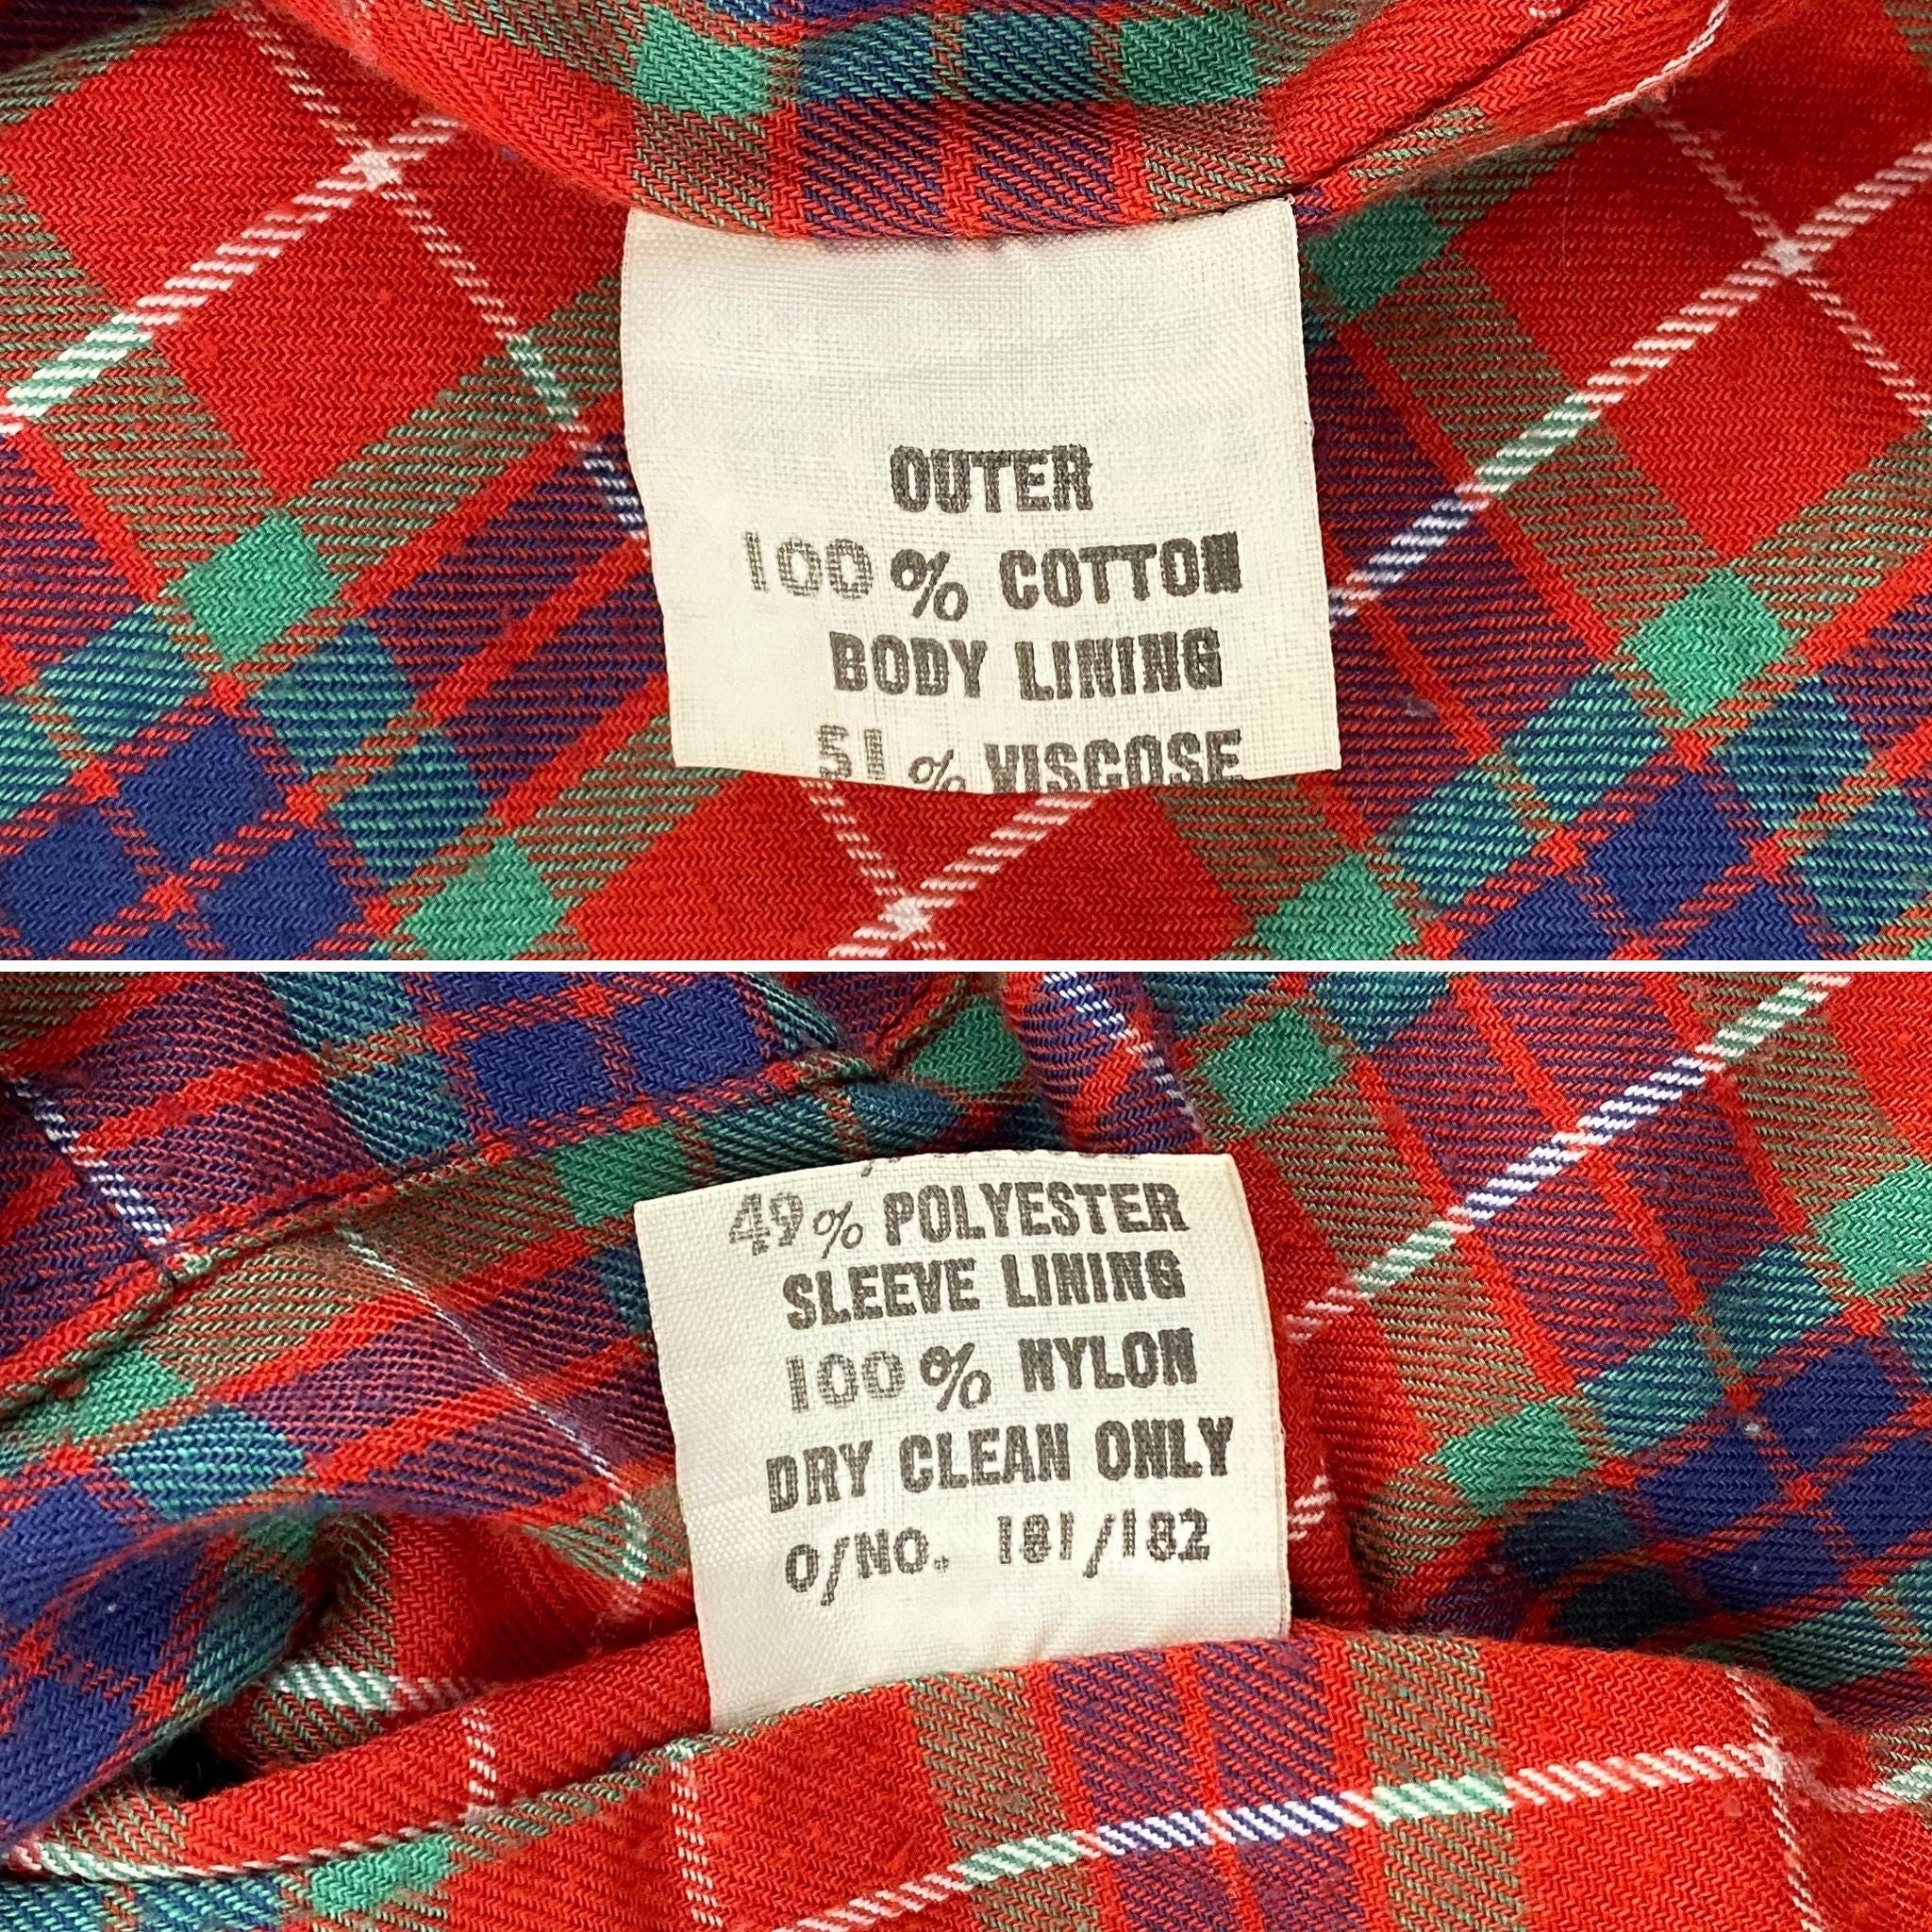 OUTER
100% COTTON
BODY LINING
51% VISCOSE
49% POLYESTER
SLEEVE LINING
100% NYLON
DRY CLEAN ONLY
O/NO. 181/182